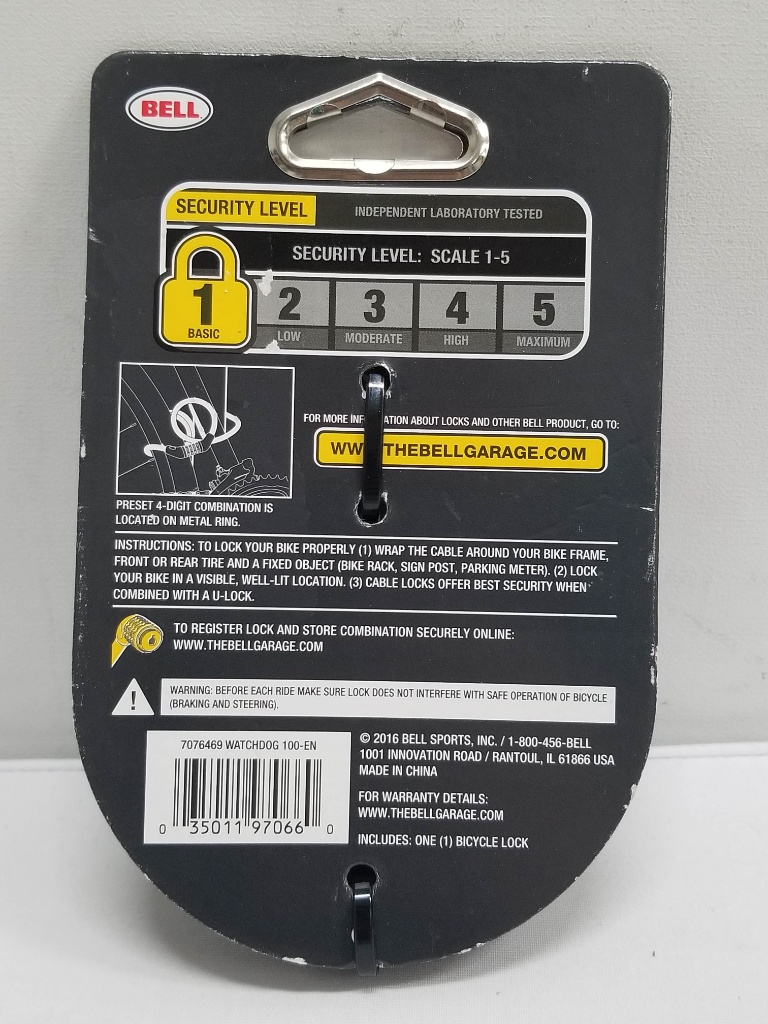 BELL
SECURITY LEVEL INDEPENDENT LABORATORY TESTED
SECURITY LEVEL: SCALE 1-5
1 2 3 4 5
BASIC LOW MODERATE HIGH MAXIMUM
FOR MORE ABOUT LOCKS AND OTHER BELL PRODUCT, GO TO:
THEBELLGARAGE.COM
PRESET 4-DIGIT COMBINATION IS
LOCATED ON METAL RING.
INSTRUCTIONS: TO LOCK YOUR BIKE PROPERLY (1) WRAP THE CABLE AROUND YOUR BIKE FRAME,
FRONT OR REAR TIRE AND A FIXED OBJECT (BIKE RACK, SIGN POST, PARKING METER). (2) LOCK
YOUR BIKE IN A VISIBLE, WELL-LIT LOCATION. (3) CABLE LOCKS OFFER BEST SECURITY WHEN
COMBINED WITH A U-LOCK.
TO REGISTER LOCK AND STORE COMBINATION SECURELY ONLINE:
WWW.THEBELLGARAGE.COM
WARNING: BEFORE EACH RIDE MAKE SURE LOCK DOES NOT INTERFERE WITH SAFE OPERATION OF BICYCLE
(BRAKING AND STEERING).
7076469 WATCHDOG 100-EN
0 35011 97066 0
© 2016 BELL SPORTS, INC. / 1-800-456-BELL
1001 INNOVATION ROAD / RANTOUL, IL 61866 USA
MADE IN CHINA
FOR WARRANTY DETAILS:
WWW.THEBELLGARAGE.COM
INCLUDES: ONE (1) BICYCLE LOCK